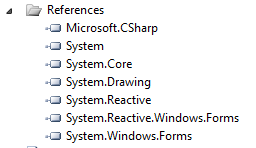 References
Microsoft.CSharp
System
System.Core
System.Drawing
System.Reactive
System.Reactive.Windows.Forms
System.Windows.Forms